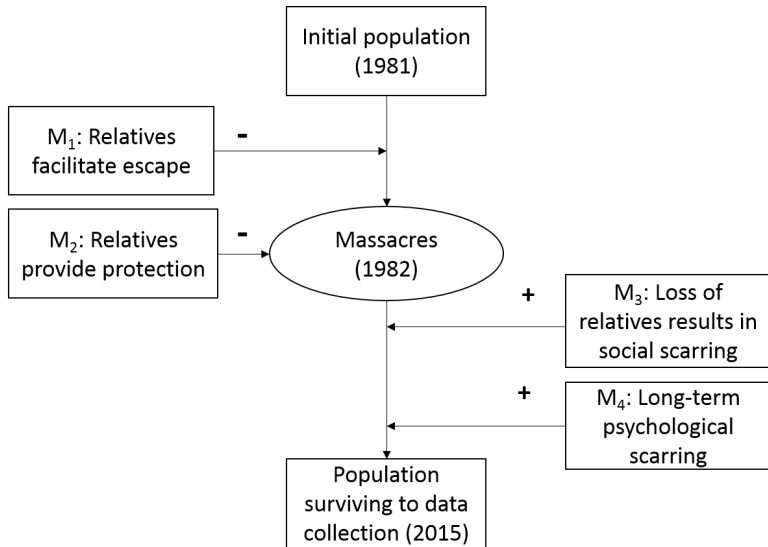 Initial population
(1981)
M₁: Relatives
facilitate escape
-
M₂: Relatives
provide protection
-
Massacres
(1982)
+
M₃: Loss of
relatives results in
social scarring
+
M₄: Long-term
psychological
scarring
Population
surviving to data
collection (2015)